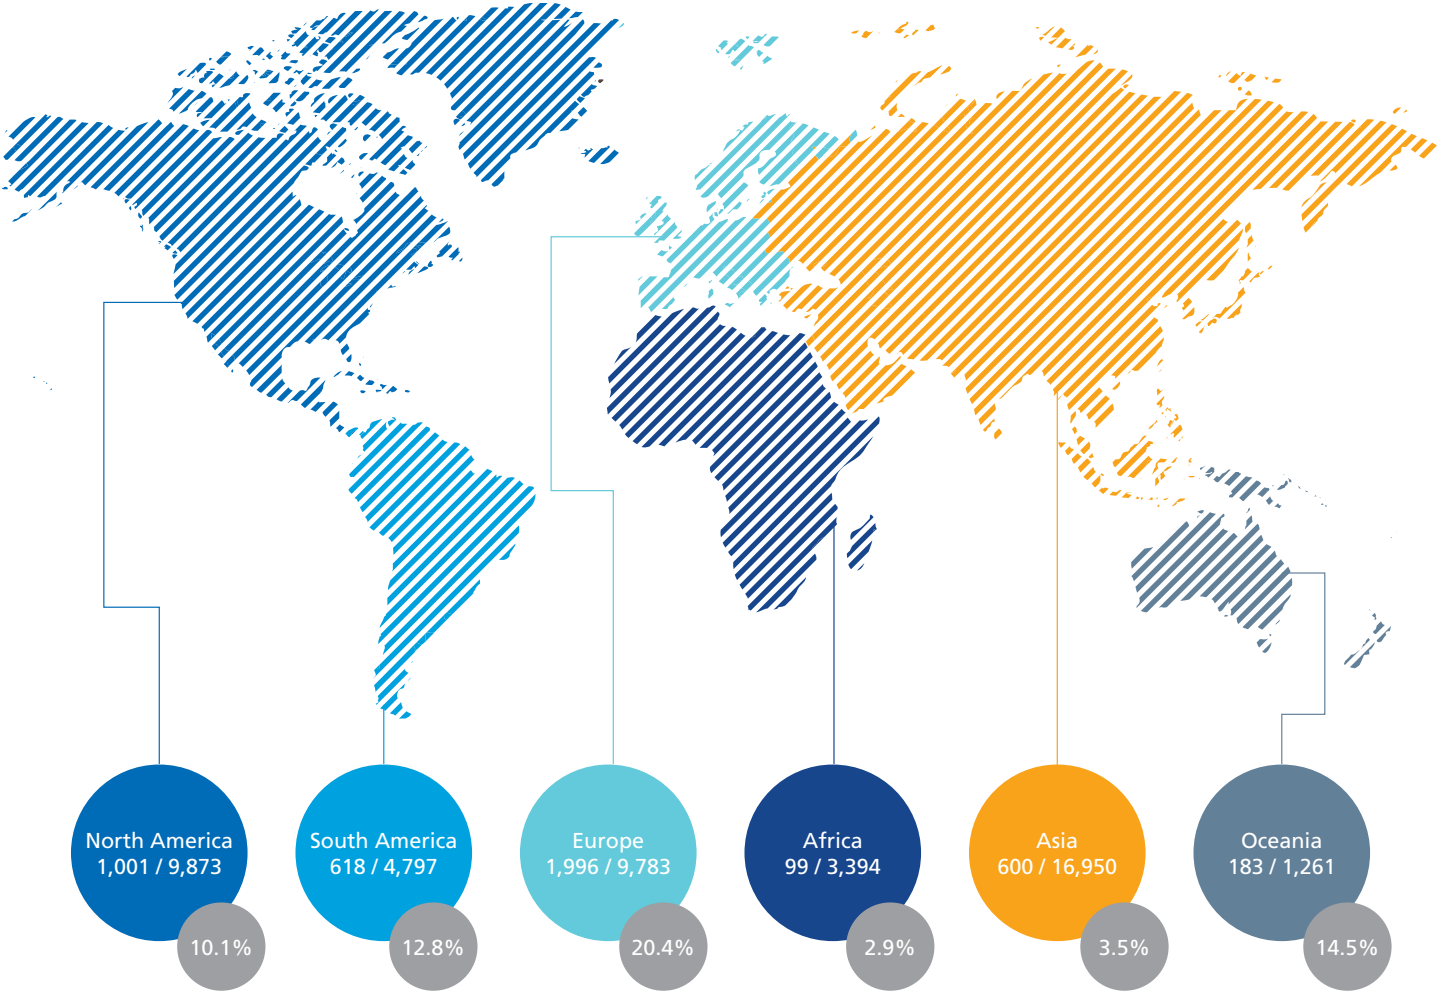 North America
1,001 / 9,873
10.1%
South America
618 / 4,797
12.8%
Europe
1,996 / 9,783
20.4%
Africa
99 / 3,394
2.9%
Asia
600 / 16,950
3.5%
Oceania
183 / 1,261
14.5%